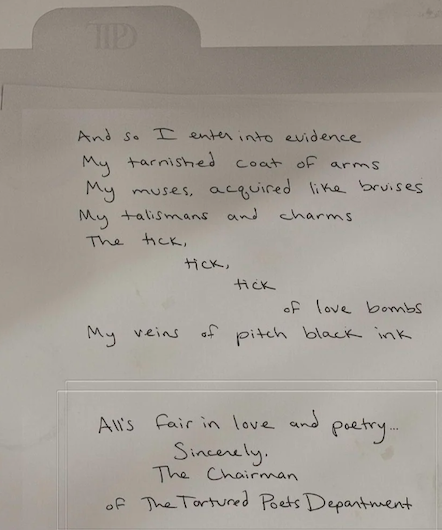 TTPD
And so I enter into evidence
My tarnished coat of arms
My muses, acquired like bruises
My talismans and charms
The tick,
tick,
tick
of love bombs
My veins of pitch black ink
All's fair in love and poetry...
Sincerely,
The Chairman
of The Tortured Poets Department